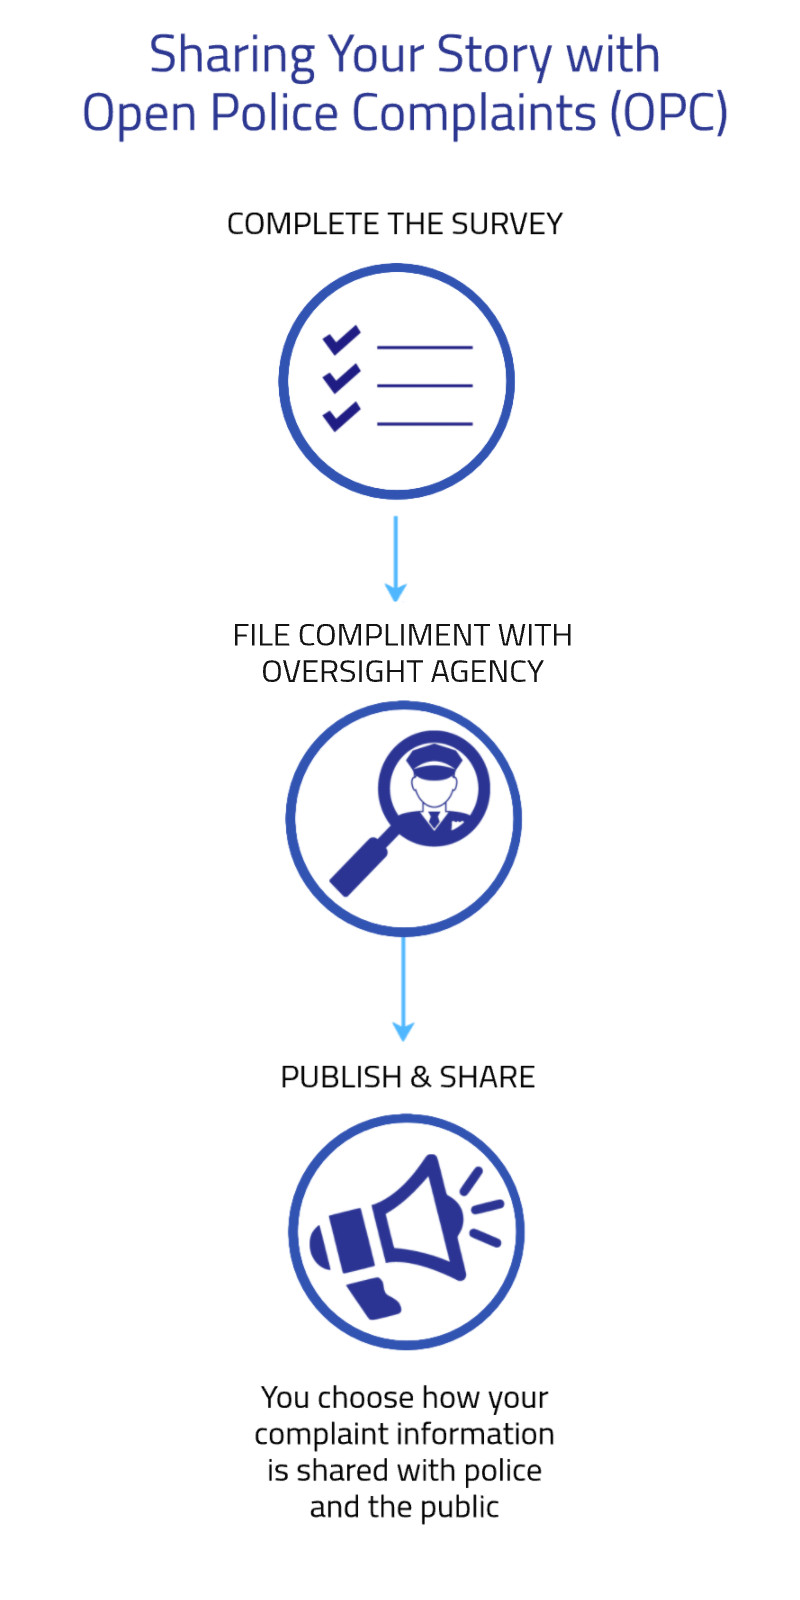 Sharing Your Story with
Open Police Complaints (OPC)
COMPLETE THE SURVEY
FILE COMPLIMENT WITH
OVERSIGHT AGENCY
PUBLISH & SHARE
You choose how your
complaint information
is shared with police
and the public